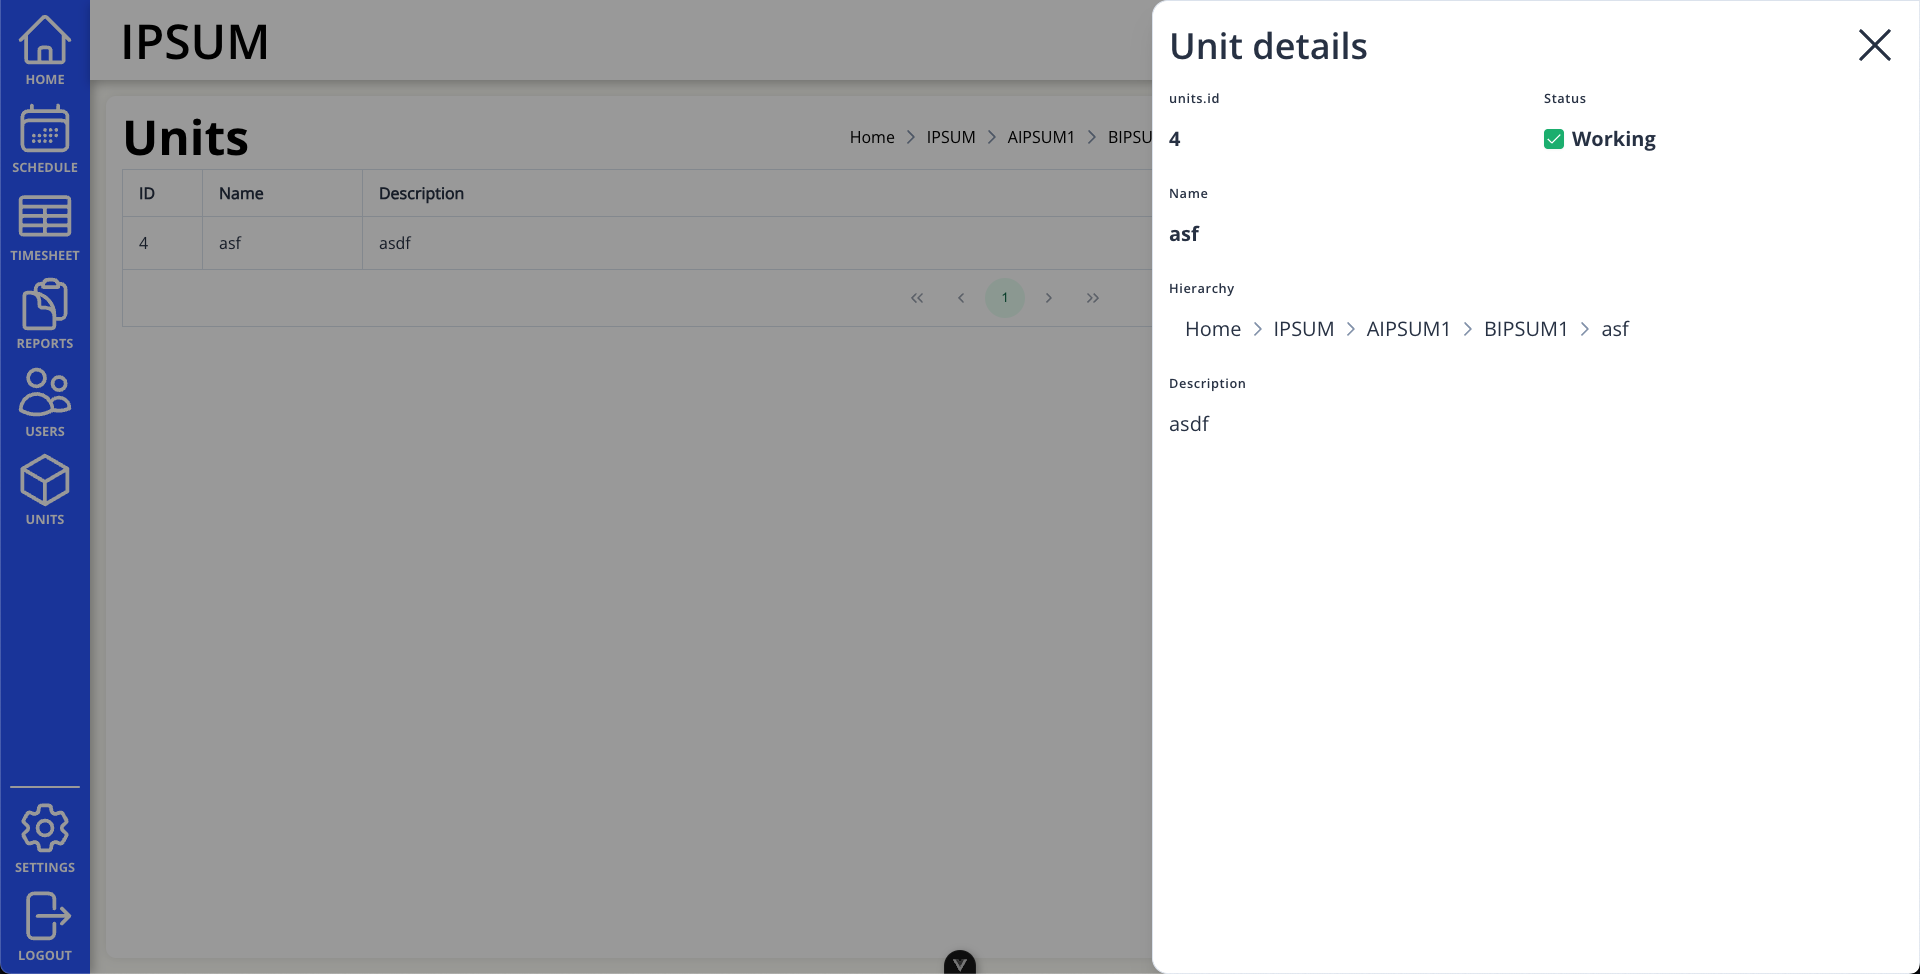 HOME
SCHEDULE
TIMESHEET
REPORTS
USERS
UNITS
SETTINGS
LOGOUT
IPSUM
Units
Home IPSUM AIPSUM1
ID Name Description
4 asf asdf
1
Unit details
units.id Status
4 Working
Name
asf
Hierarchy
Home IPSUM AIPSUM1 BIPSUM1 asf
Description
asdf